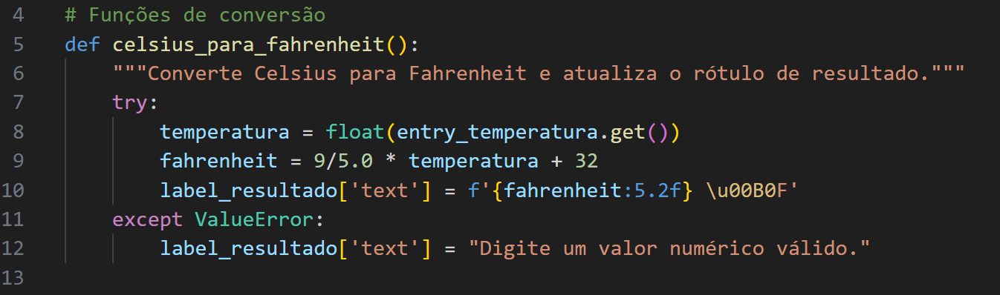 4 # Funções de conversão
5 def celsius_para_fahrenheit():
6     """Converte Celsius para Fahrenheit e atualiza o rótulo de resultado."""
7     try:
8         temperatura = float(entry_temperatura.get())
9         fahrenheit = 9/5.0 * temperatura + 32
10         label_resultado['text'] = f'{fahrenheit:5.2f} \u00B0F'
11     except ValueError:
12         label_resultado['text'] = "Digite um valor numérico válido."
13